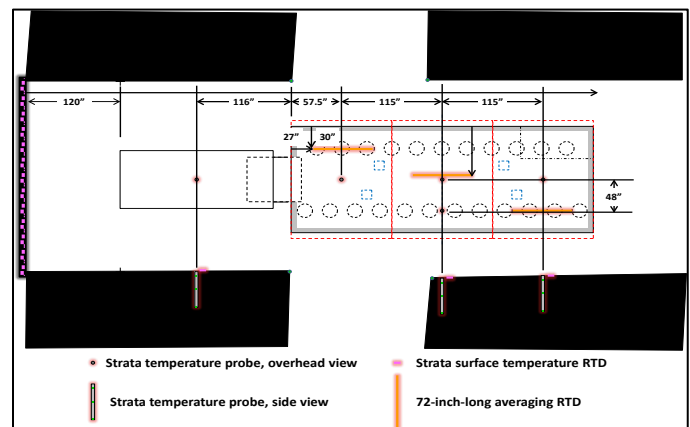 120”
116”
57.5”
115”
115”
27”
30”
48”
Strata temperature probe, overhead view
Strata surface temperature RTD
Strata temperature probe, side view
72-inch-long averaging RTD